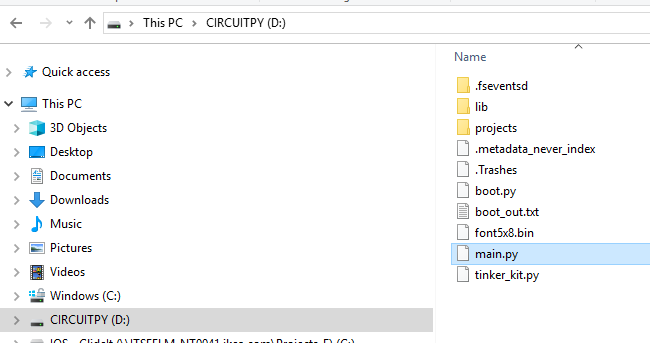 This PC > CIRCUITPY (D:)
Quick access
This PC
3D Objects
Desktop
Documents
Downloads
Music
Pictures
Videos
Windows (C:)
CIRCUITPY (D:)
Name
.fseventsd
lib
projects
.metadata_never_index
.Trashes
boot.py
boot_out.txt
font5x8.bin
main.py
tinker_kit.py